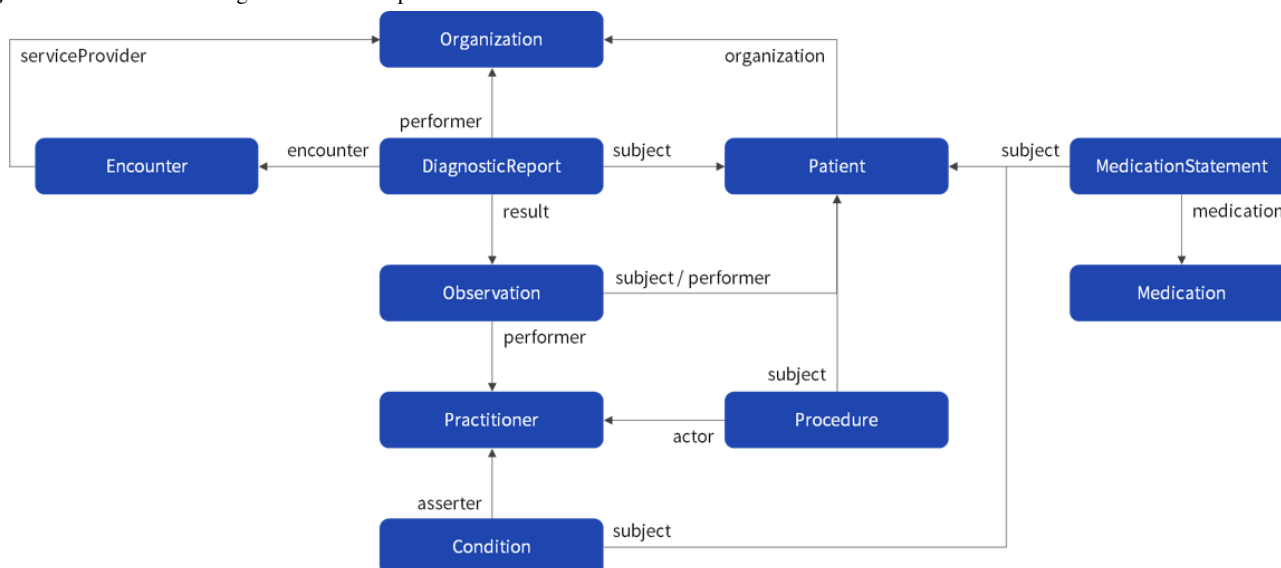 Organization
serviceProvider
organization
performer
Encounter
encounter
DiagnosticReport
subject
Patient
subject
MedicationStatement
result
medication
Observation
subject / performer
Medication
performer
subject
Practitioner
actor
Procedure
asserter
Condition
subject